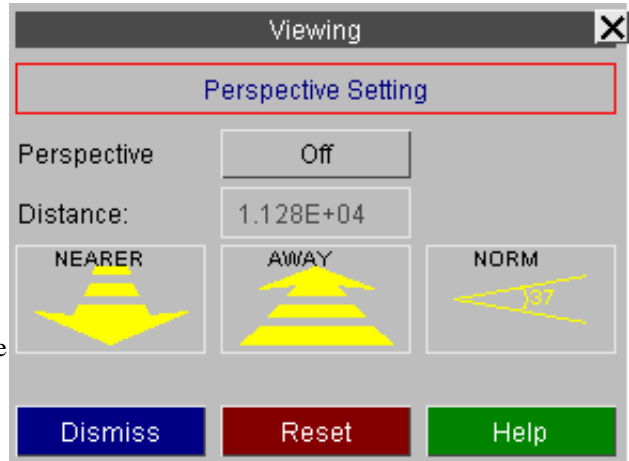 Viewing
Perspective Setting
Perspective Off
Distance: 1.128E+04
NEARER AWAY NORM
37
e
Dismiss Reset Help